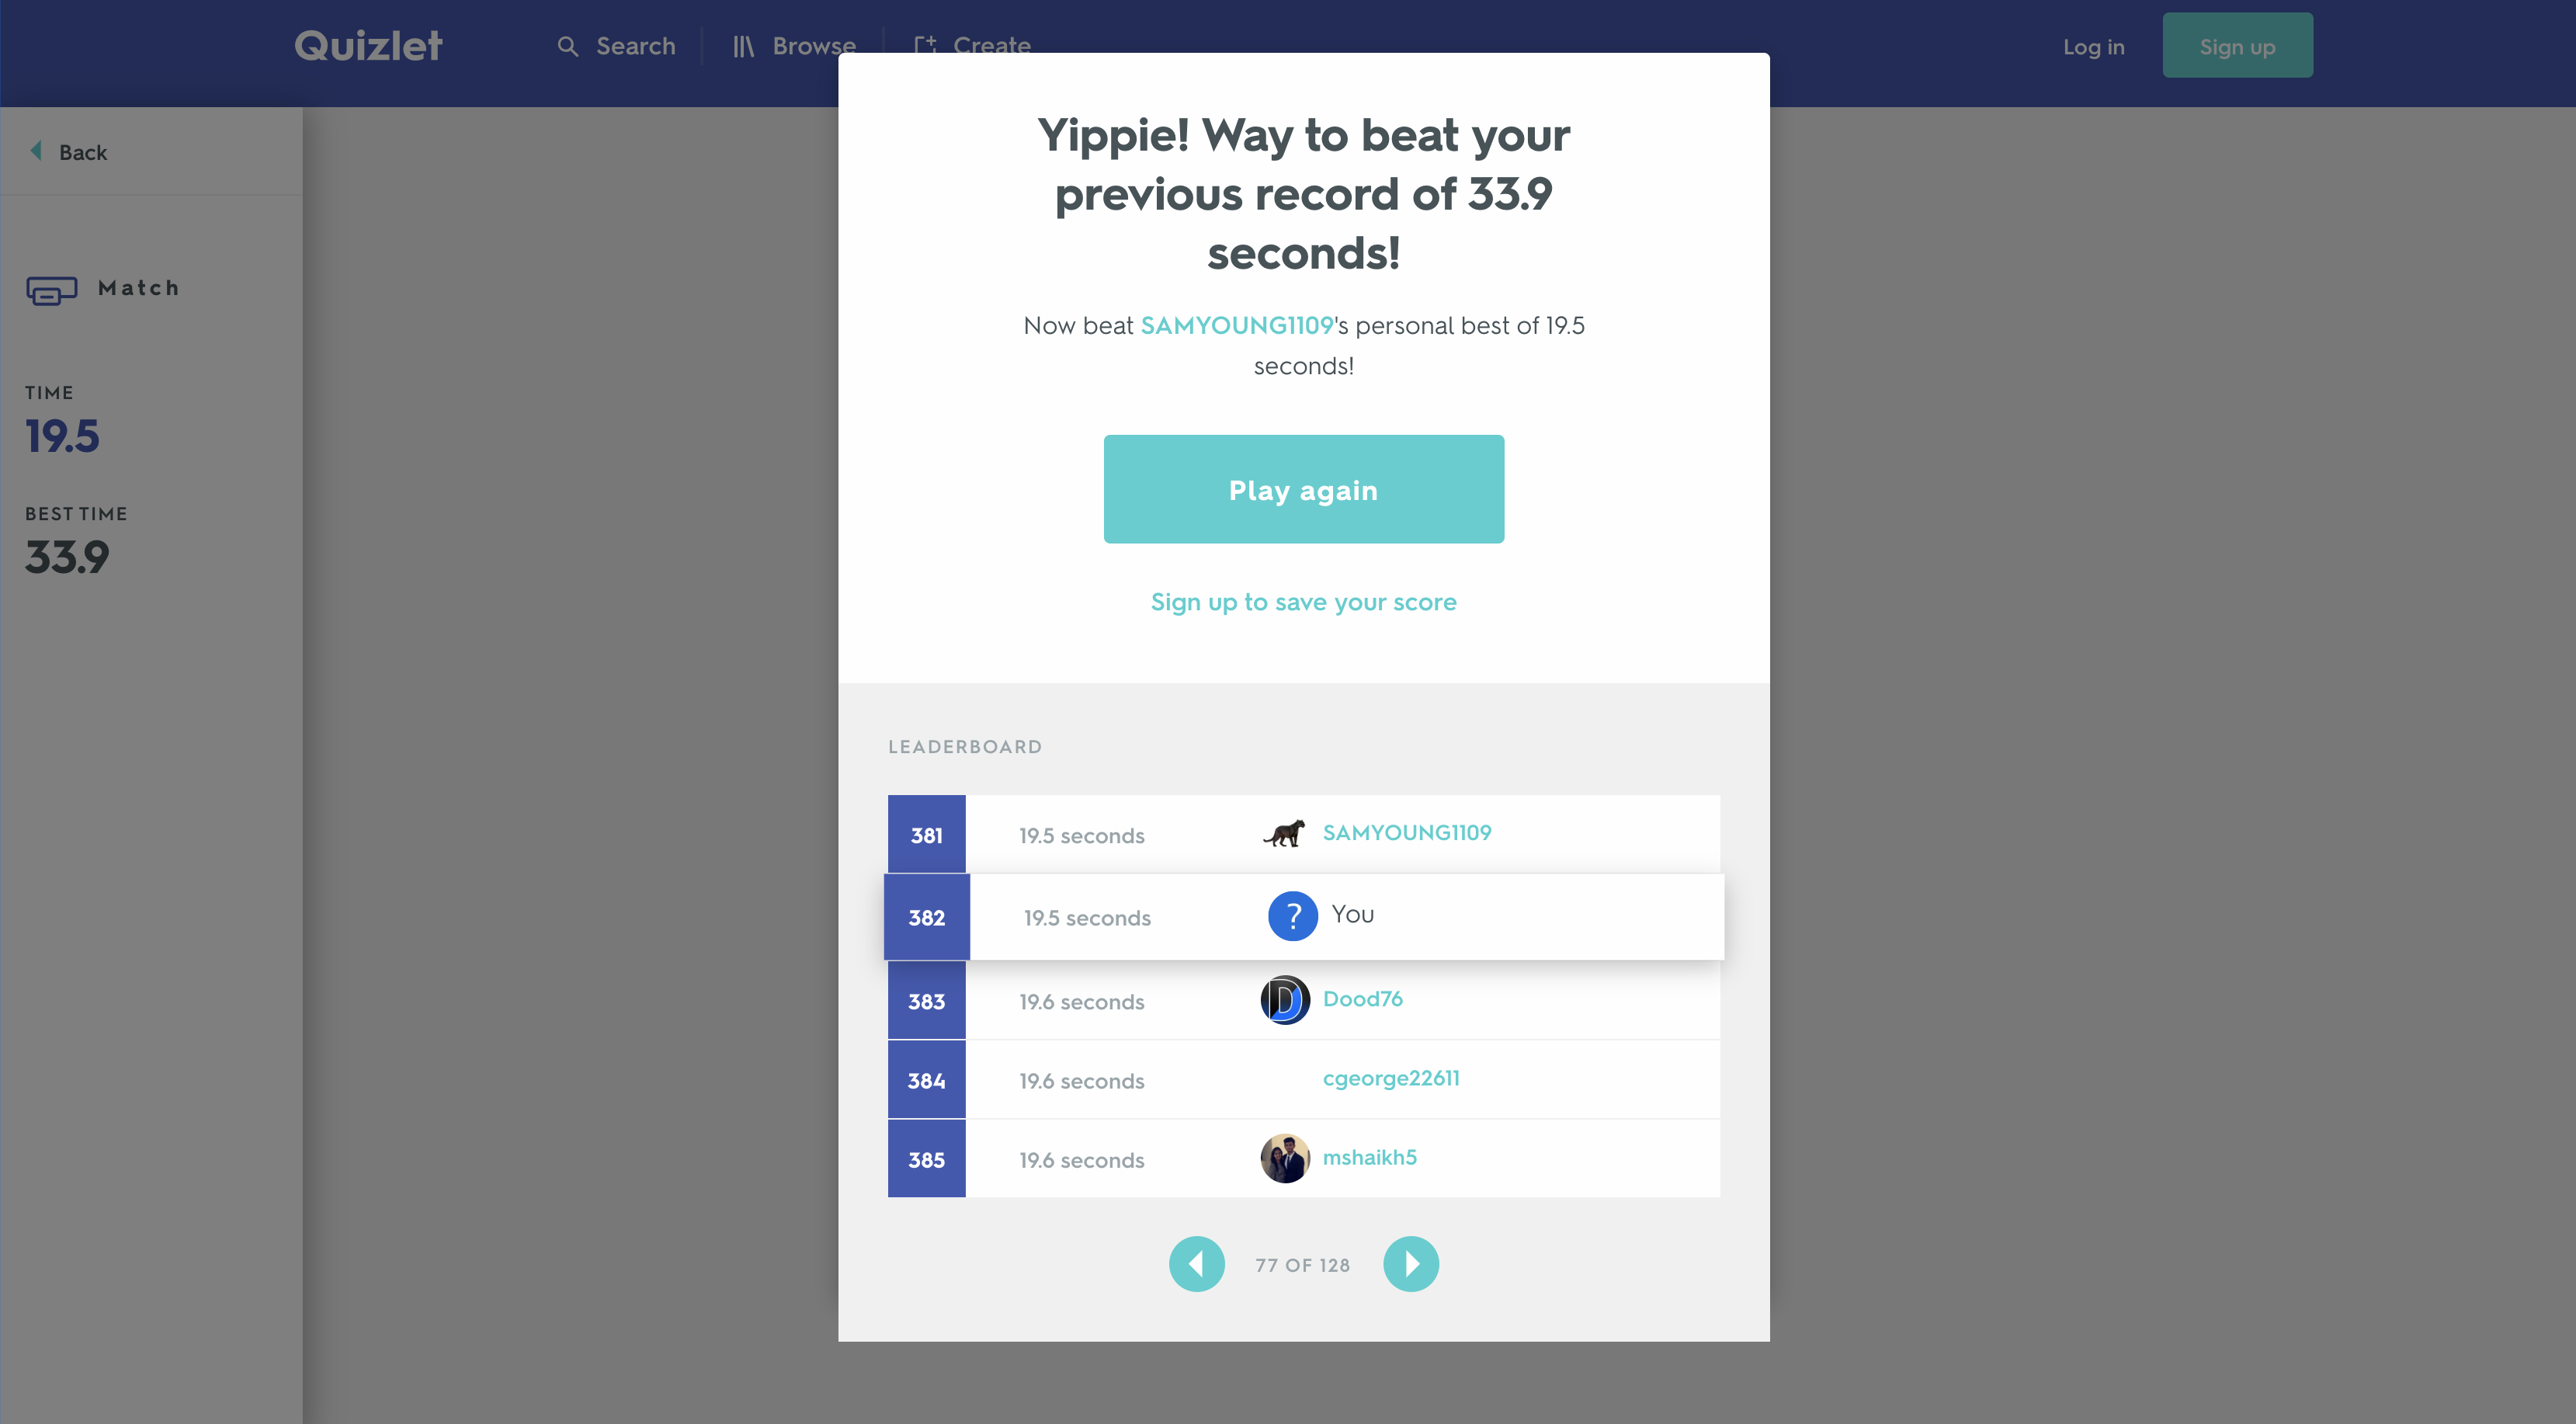 Quizlet
Search
Browse
Create
Log in
Sign up
Back
Match
TIME
19.5
BEST TIME
33.9
Yippie! Way to beat your
previous record of 33.9
seconds!
Now beat SAMYOUNG1109's personal best of 19.5
seconds!
Play again
Sign up to save your score
LEADERBOARD
381 19.5 seconds SAMYOUNG1109
382 19.5 seconds ? You
383 19.6 seconds D Dood76
384 19.6 seconds cgeorge22611
385 19.6 seconds mshaikh5
77 OF 128